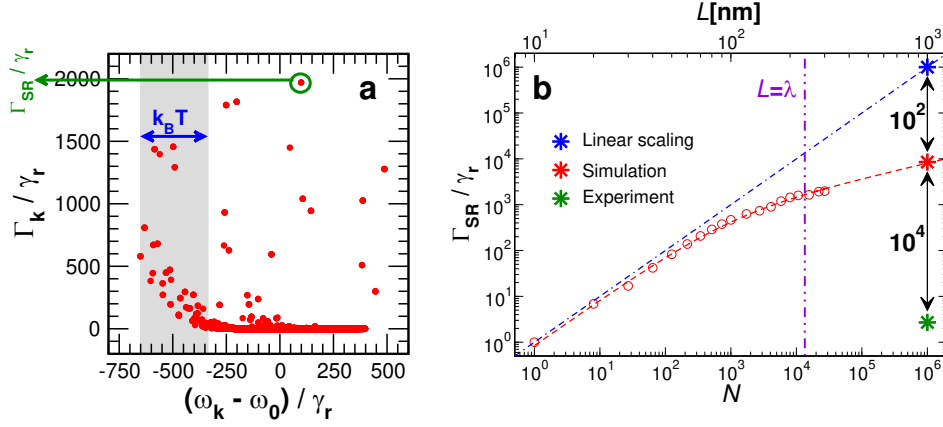 a
Γ_SR / γ_r
k_B T
Γ_k / γ_r
2000
1500
1000
500
0
-750 -500 -250 0 250 500
(ω_k - ω_0) / γ_r
L[nm]
10^1 10^2 10^3
b
L=λ
Linear scaling
Simulation
Experiment
10^2
10^4
Γ_SR / γ_r
10^6
10^5
10^4
10^3
10^2
10^1
10^0
10^0 10^1 10^2 10^3 10^4 10^5 10^6
N